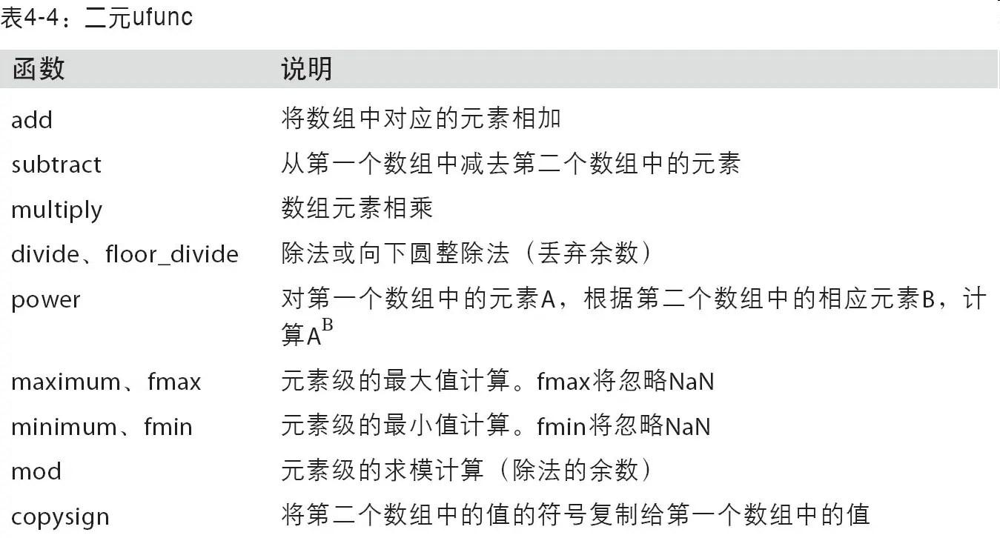 表4-4：二元ufunc
函数 说明
add 将数组中对应的元素相加
subtract 从第一个数组中减去第二个数组中的元素
multiply 数组元素相乘
divide、floor_divide 除法或向下圆整除法（丢弃余数）
power 对第一个数组中的元素A，根据第二个数组中的相应元素B，计
算A^B
maximum、fmax 元素级的最大值计算。fmax将忽略NaN
minimum、fmin 元素级的最小值计算。fmin将忽略NaN
mod 元素级的求模计算（除法的余数）
copysign 将第二个数组中的值的符号复制给第一个数组中的值